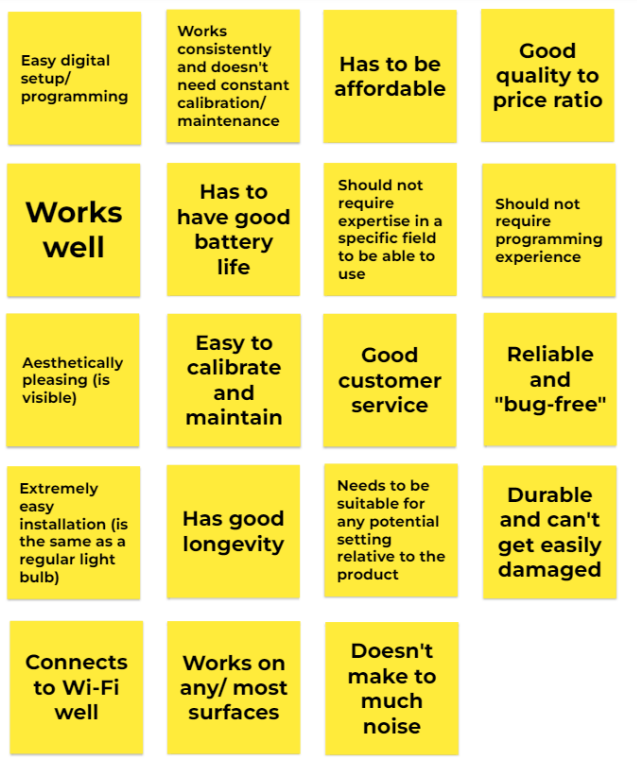 Easy digital
setup/
programming
Works
consistently
and doesn't
need constant
calibration/
maintenance
Has to be
affordable
Good
quality to
price ratio
Works
well
Has to
have good
battery
life
Should not
require
expertise in a
specific field
to be able to
use
Should not
require
programming
experience
Aesthetically
pleasing (is
visible)
Easy to
calibrate
and
maintain
Good
customer
service
Reliable
and
"bug-free"
Extremely
easy
installation (is
the same as a
regular light
bulb)
Has good
longevity
Needs to be
suitable for
any potential
setting
relative to the
product
Durable
and can't
get easily
damaged
Connects
to Wi-Fi
well
Works on
any/ most
surfaces
Doesn't
make to
much
noise